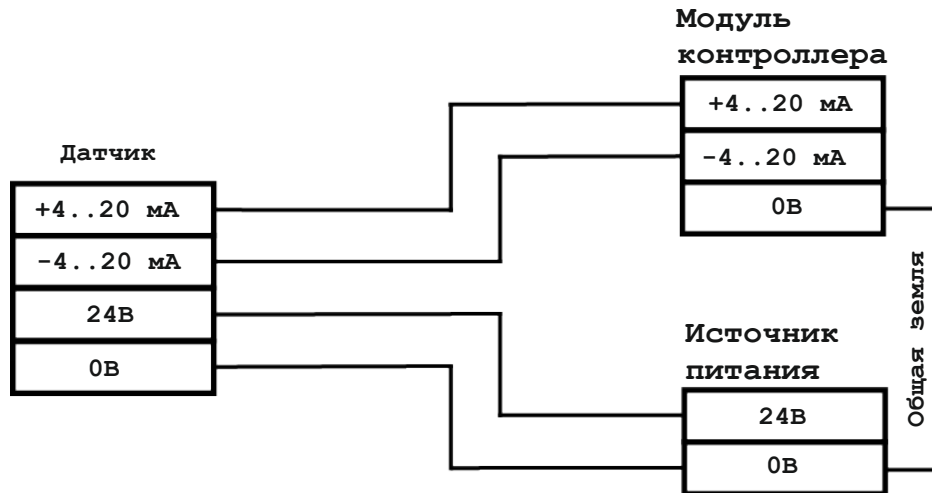 Модуль
контроллера
+4..20 мА
-4..20 мА
0В
Датчик
+4..20 мА
-4..20 мА
24В
0В
Источник
питания
24В
0В
Общая земля